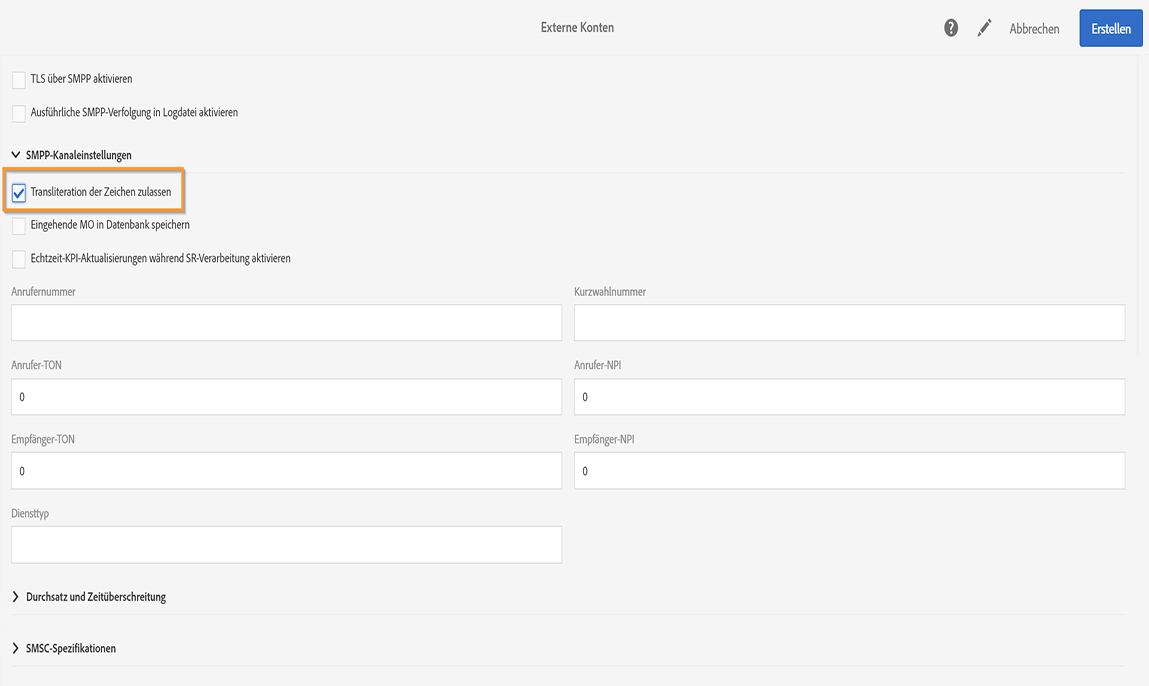 Externe Konten
?
Abbrechen
Erstellen
TLS über SMPP aktivieren
Ausführliche SMPP-Verfolgung in Logdatei aktivieren
SMPP-Kanaleinstellungen
Transliteration der Zeichen zulassen
Eingehende MO in Datenbank speichern
Echtzeit-KPI-Aktualisierungen während SR-Verarbeitung aktivieren
Anrufernummer
Kurzwahlnummer
Anrufer-TON
Anrufer-NPI
0
0
Empfänger-TON
Empfänger-NPI
0
0
Diensttyp
Durchsatz und Zeitüberschreitung
SMSC-Spezifikationen